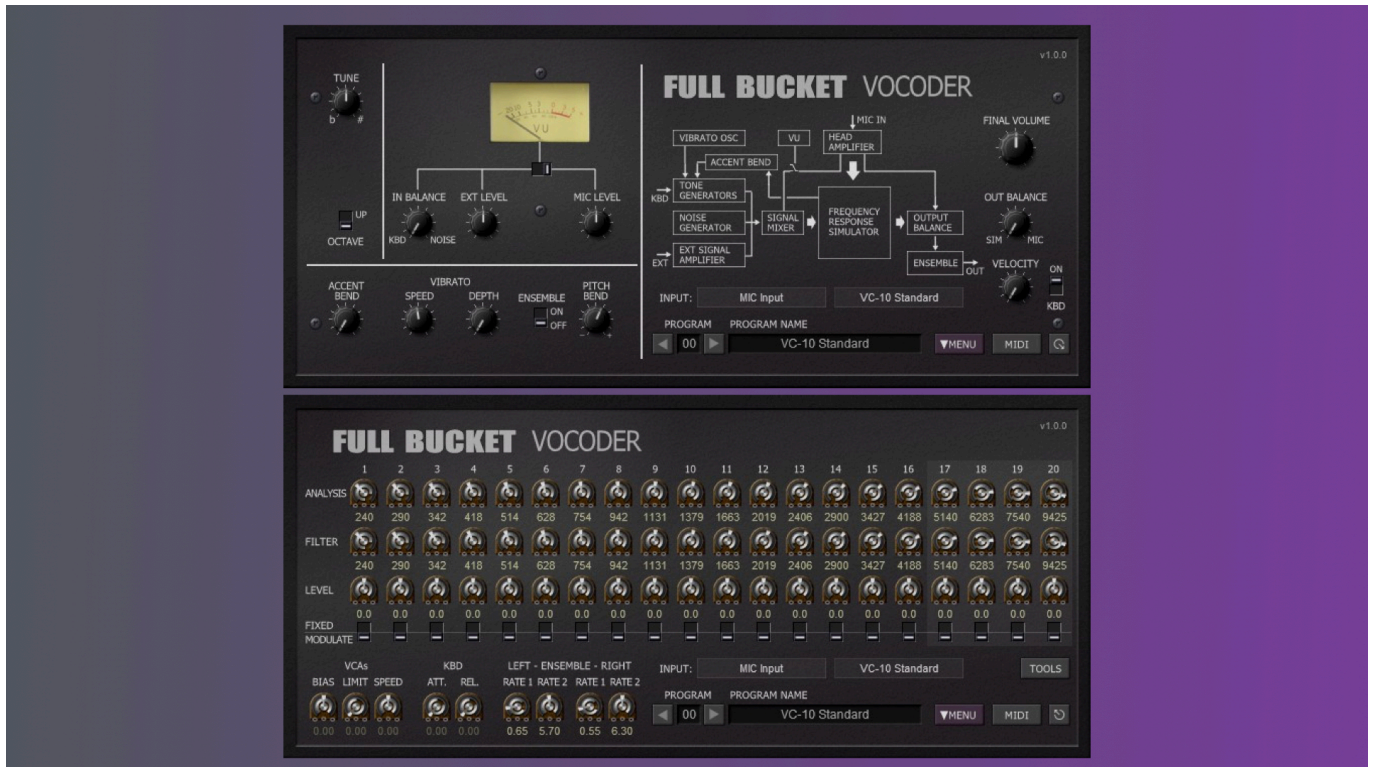 v1.0.0
TUNE
b #
FULL BUCKET VOCODER
VU
MIC IN
FINAL VOLUME
VIBRATO OSC VU HEAD AMPLIFIER
ACCENT BEND
KBD TONE GENERATORS
IN BALANCE EXT LEVEL MIC LEVEL
OUT BALANCE
UP
OCTAVE
KBD NOISE
NOISE GENERATOR SIGNAL MIXER FREQUENCY RESPONSE SIMULATOR OUTPUT BALANCE
SIM MIC
EXT EXT SIGNAL AMPLIFIER
ENSEMBLE OUT
VELOCITY ON
KBD
ACCENT BEND VIBRATO SPEED DEPTH ENSEMBLE ON OFF PITCH BEND
- +
INPUT: MIC Input VC-10 Standard
PROGRAM PROGRAM NAME
00 VC-10 Standard ▼MENU MIDI
v1.0.0
FULL BUCKET VOCODER
1 2 3 4 5 6 7 8 9 10 11 12 13 14 15 16 17 18 19 20
ANALYSIS
240 290 342 418 514 628 754 942 1131 1379 1663 2019 2406 2900 3427 4188 5140 6283 7540 9425
FILTER
240 290 342 418 514 628 754 942 1131 1379 1663 2019 2406 2900 3427 4188 5140 6283 7540 9425
LEVEL
0.0 0.0 0.0 0.0 0.0 0.0 0.0 0.0 0.0 0.0 0.0 0.0 0.0 0.0 0.0 0.0 0.0 0.0 0.0 0.0
FIXED
MODULATE
VCAs KBD LEFT - ENSEMBLE - RIGHT INPUT: MIC Input VC-10 Standard TOOLS
BIAS LIMIT SPEED ATT. REL. RATE 1 RATE 2 RATE 1 RATE 2
PROGRAM PROGRAM NAME
00 VC-10 Standard ▼MENU MIDI
0.00 0.00 0.00 0.00 0.00 0.65 5.70 0.55 6.30